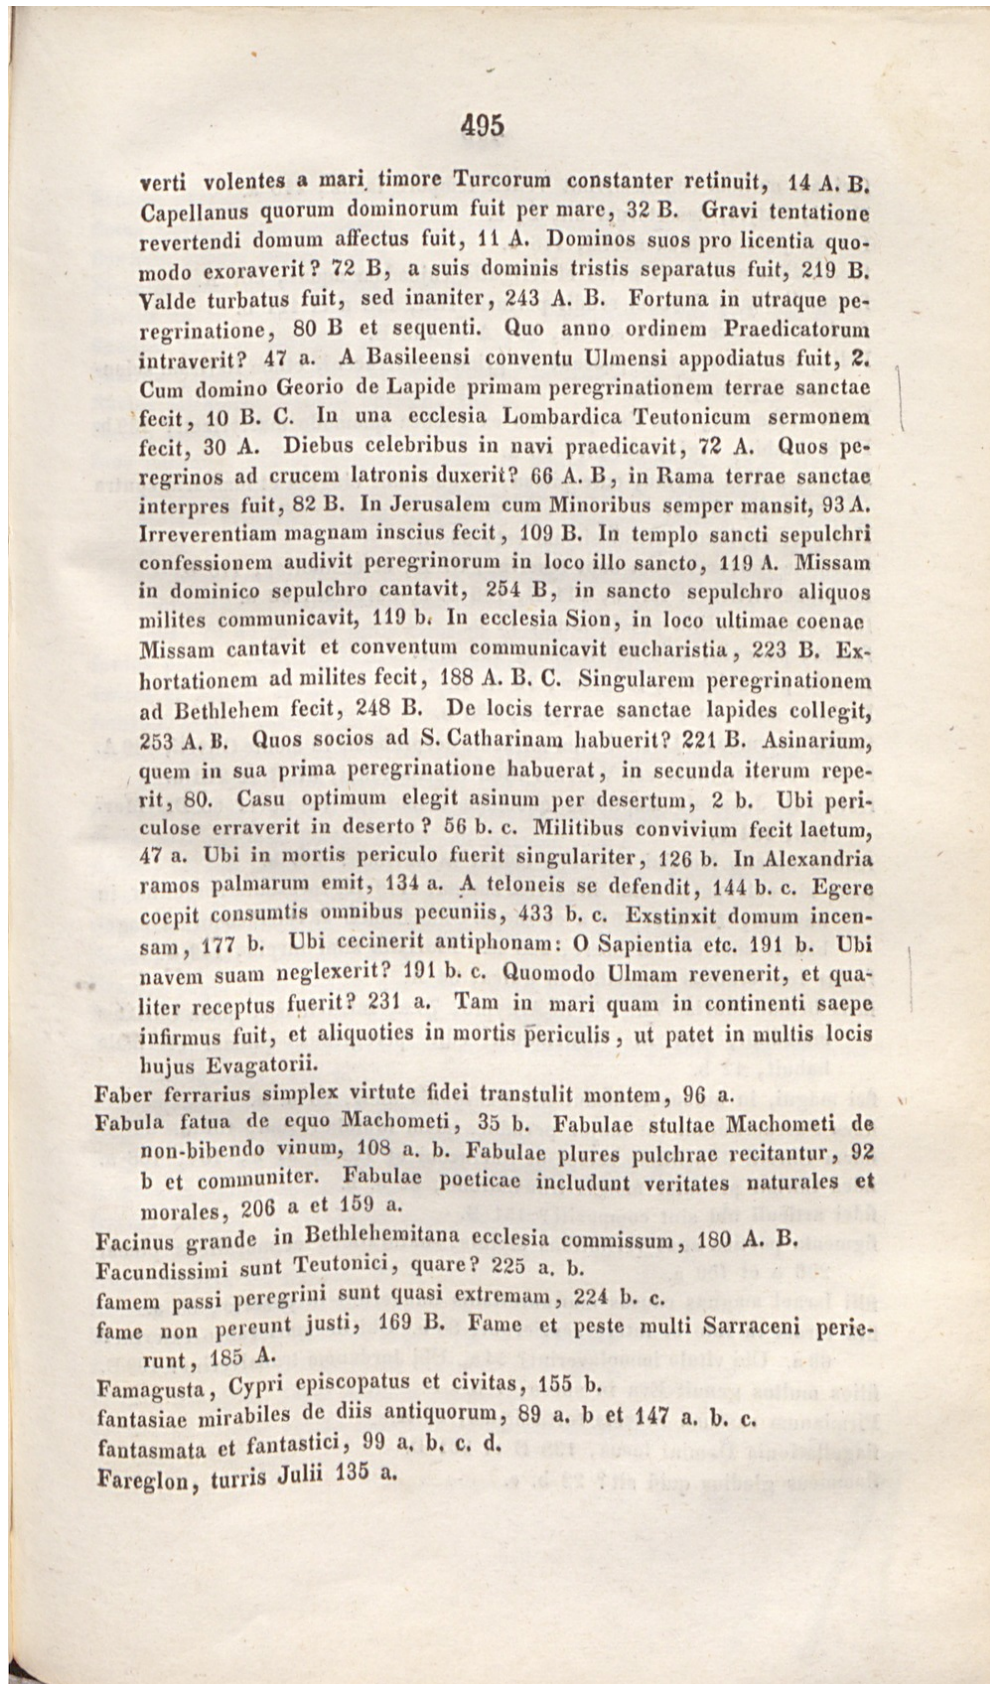 495
verti volentes a mari timore Turcorum constanter retinuit, 14 A. B.
Capellanus quorum dominorum fuit per mare, 32 B. Gravi tentatione
revertendi domum affectus fuit, 11 A. Dominos suos pro licentia quo-
modo exoraverit? 72 B, a suis dominis tristis separatus fuit, 219 B.
Valde turbatus fuit, sed inaniter, 243 A. B. Fortuna in utraque pe-
regrinatione, 80 B et sequenti. Quo anno ordinem Praedicatorum
intraverit? 47 a. A Basileensi conventu Ulmensi appodiatus fuit, 2.
Cum domino Georio de Lapide primam peregrinationem terrae sanctae
fecit, 10 B. C. In una ecclesia Lombardica Teutonicum sermonem
fecit, 30 A. Diebus celebribus in navi praedicavit, 72 A. Quos pe-
regrinos ad crucem latronis duxerit? 66 A. B, in Rama terrae sanctae
interpres fuit, 82 B. In Jerusalem cum Minoribus semper mansit, 93 A.
Irreverentiam magnam inscius fecit, 109 B. In templo sancti sepulchri
confessionem audivit peregrinorum in loco illo sancto, 119 A. Missam
in dominico sepulchro cantavit, 254 B, in sancto sepulchro aliquos
milites communicavit, 119 b. In ecclesia Sion, in loco ultimae coenae
Missam cantavit et conventum communicavit eucharistia, 223 B. Ex-
hortationem ad milites fecit, 188 A. B. C. Singularem peregrinationem
ad Bethlehem fecit, 248 B. De locis terrae sanctae lapides collegit,
253 A. B. Quos socios ad S. Catharinam habuerit? 221 B. Asinarium,
quem in sua prima peregrinatione habuerat, in secunda iterum repe-
rit, 80. Casu optimum elegit asinum per desertum, 2 b. Ubi peri-
culose erraverit in deserto? 56 b. c. Militibus convivium fecit laetum,
47 a. Ubi in mortis periculo fuerit singulariter, 126 b. In Alexandria
ramos palmarum emit, 134 a. A teloneis se defendit, 144 b. c. Egere
coepit consumtis omnibus pecuniis, 433 b. c. Exstinxit domum incen-
sam, 177 b. Ubi cecinerit antiphonam: O Sapientia etc. 191 b. Ubi
navem suam neglexerit? 191 b. c. Quomodo Ulmam revenerit, et qua-
liter receptus fuerit? 231 a. Tam in mari quam in continenti saepe
infirmus fuit, et aliquoties in mortis periculis, ut patet in multis locis
hujus Evagatorii.
Faber ferrarius simplex virtute fidei transtulit montem, 96 a.
Fabula fatua de equo Machometi, 35 b. Fabulae stultae Machometi de
non-bibendo vinum, 108 a. b. Fabulae plures pulchrae recitantur, 92
b et communiter. Fabulae poeticae includunt veritates naturales et
morales, 206 a et 159 a.
Facinus grande in Bethlehemitana ecclesia commissum, 180 A. B.
Facundissimi sunt Teutonici, quare? 225 a. b.
famem passi peregrini sunt quasi extremam, 224 b. c.
fame non pereunt justi, 169 B. Fame et peste multi Sarraceni perie-
runt, 185 A.
Famagusta, Cypri episcopatus et civitas, 155 b.
fantasiae mirabiles de diis antiquorum, 89 a. b et 147 a. b. c.
fantasmata et fantastici, 99 a. b. c. d.
Fareglon, turris Julii 135 a.